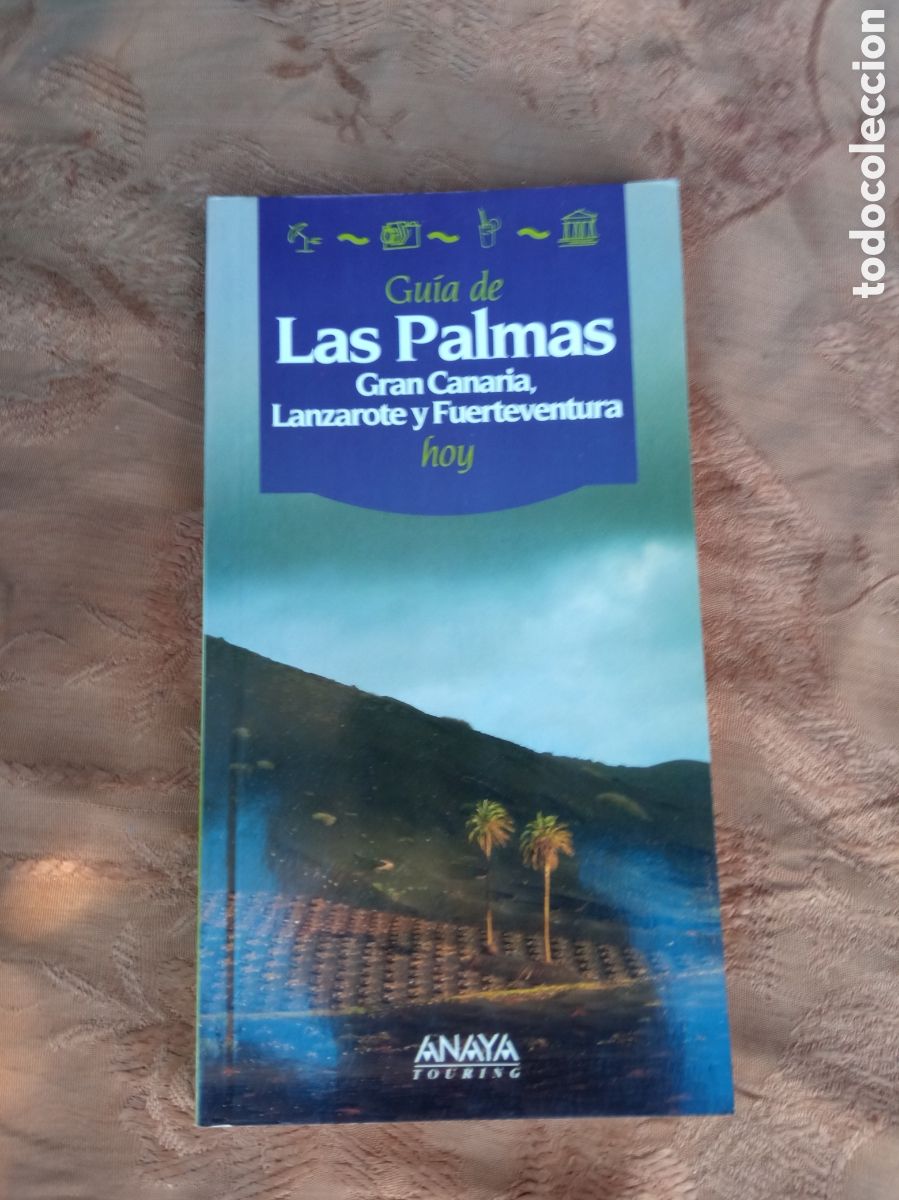 todocoleccion
Guía de
Las Palmas
Gran Canaria,
Lanzarote y Fuerteventura
hoy
ANAYA
TOURING